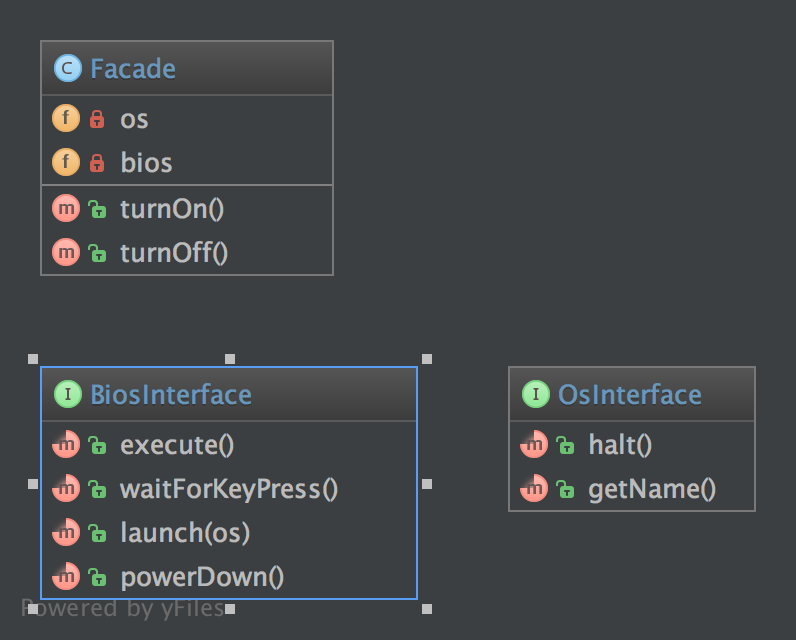 C Facade
f os
f bios
m turnOn()
m turnOff()
I BiosInterface
m execute()
m waitForKeyPress()
m launch(os)
m powerDown()
I OsInterface
m halt()
m getName()
Powered by yFiles